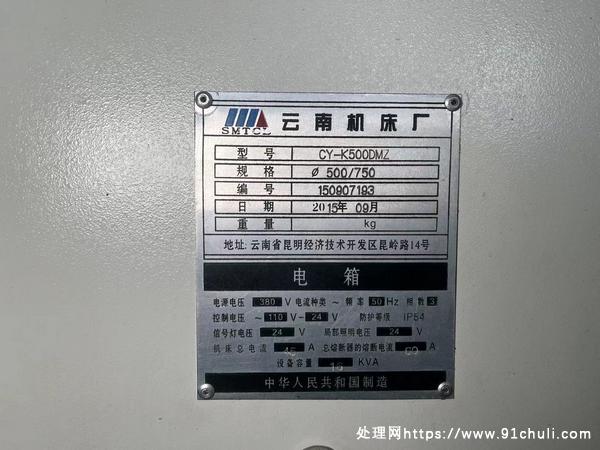 SMTCL 云南机床厂
型号 CY-K500DMZ
规格 ø 500/750
编号 150907193
日期 2015年 09月
重量 kg
地址: 云南省昆明经济技术开发区昆岭路14号
电 箱
电源电压 380 V 电流种类 ~ 频率 50 Hz 相数 3
控制电压 ~ 110 V- 24 V 防护等级 IP54
信号灯电压 24 V 局部照明电压 24 V
机床总电流 45 A 总熔断器的熔断电流 60 A
设备容量 16 KVA
中华人民共和国制造
处理网https://www.91chuli.com/